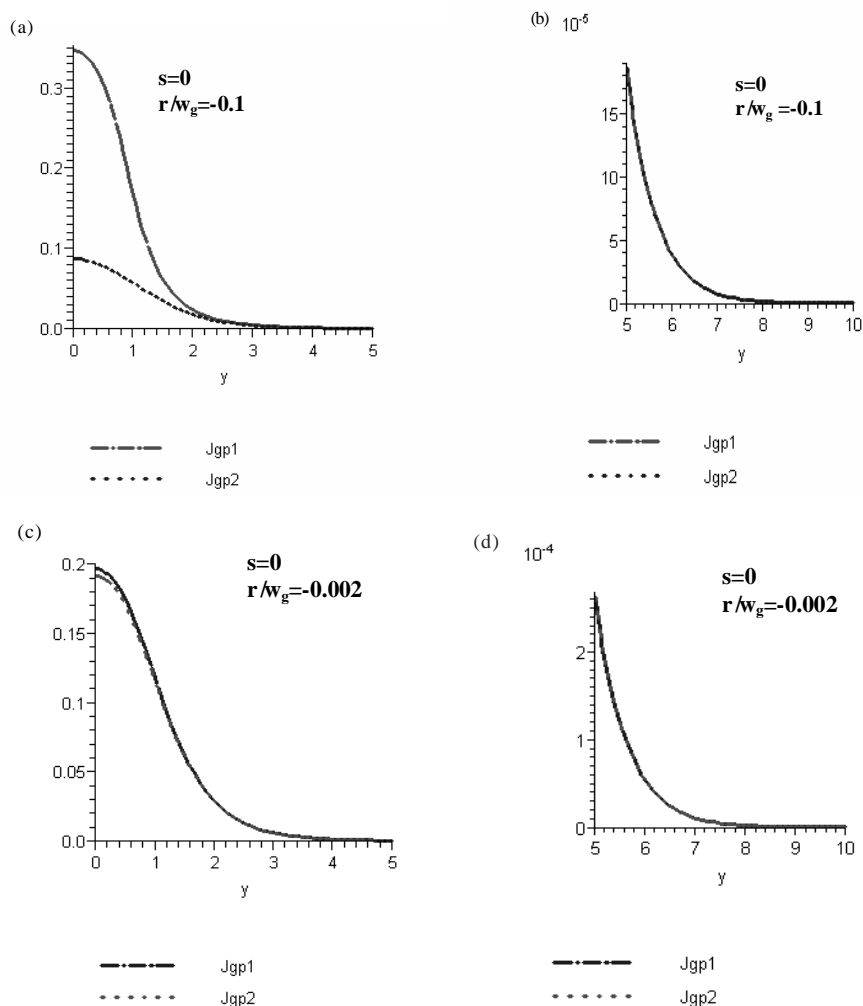 (a)
s=0
r/wg=-0.1
0.3
0.2
0.1
0.0
0 1 2 3 4 5
y
Jgp1
Jgp2
(b) 10-5
s=0
r/wg =-0.1
15
10
5
0
5 6 7 8 9 10
y
Jgp1
Jgp2
(c)
s=0
r/wg=-0.002
0.2
0.15
0.1
0.05
0.0
0 1 2 3 4 5
y
Jgp1
Jgp2
(d) 10-4
s=0
r/wg=-0.002
2
1
0
5 6 7 8 9 10
y
Jgp1
Jgp2